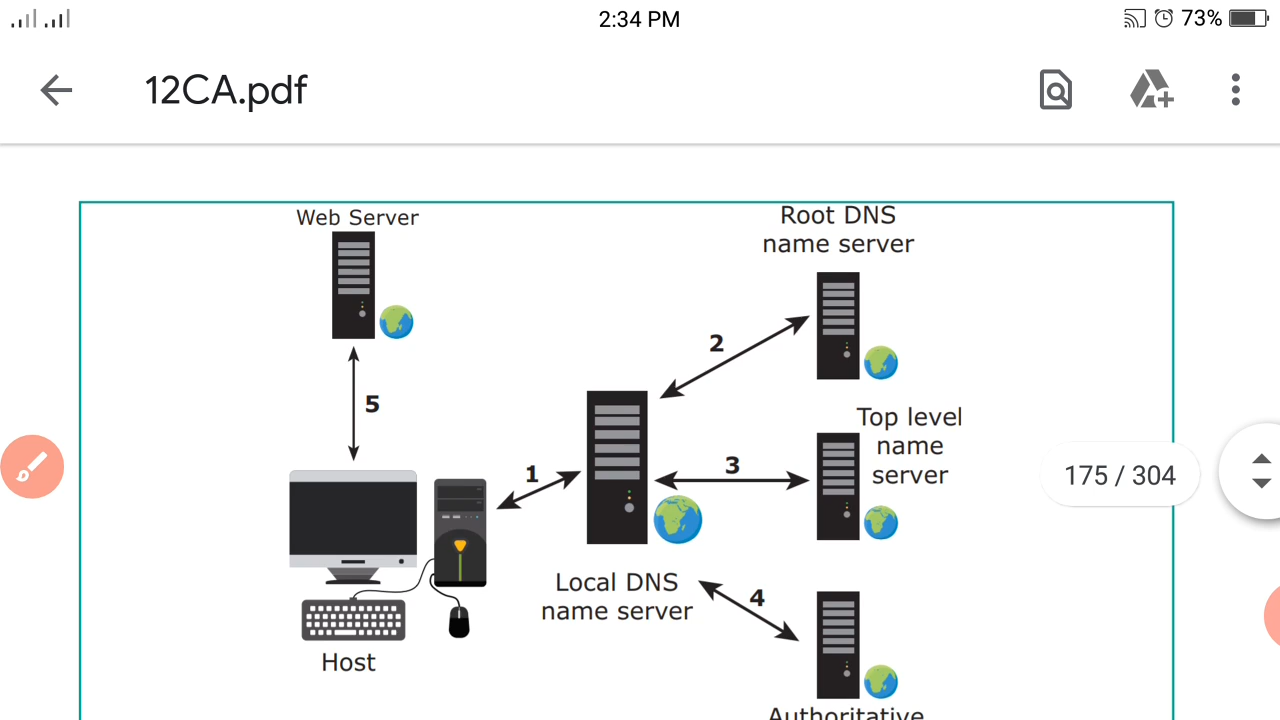 2:34 PM
73%
12CA.pdf
Web Server
Root DNS
name server
2
5
Top level
name
server
1
3
175 / 304
Local DNS
name server
4
Host
Authoritative